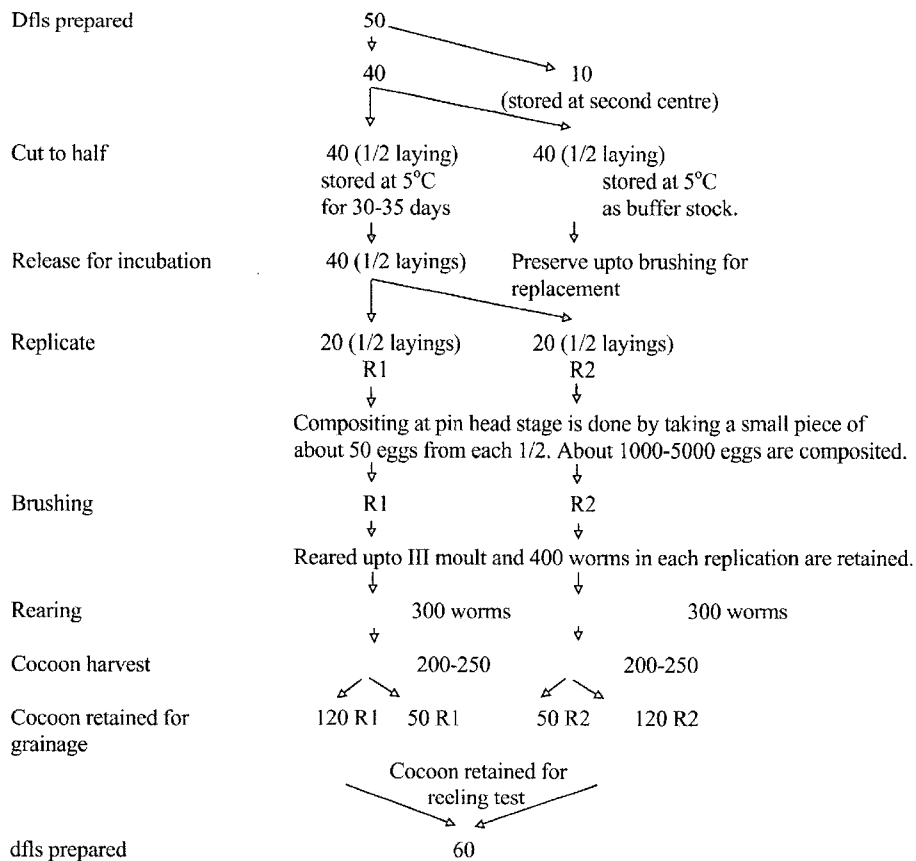 Dfls prepared 50
40 10
(stored at second centre)
Cut to half 40 (1/2 laying) 40 (1/2 laying)
stored at 5°C stored at 5°C
for 30-35 days as buffer stock.
Release for incubation 40 (1/2 layings) Preserve upto brushing for
replacement
Replicate 20 (1/2 layings) 20 (1/2 layings)
R1 R2
Compositing at pin head stage is done by taking a small piece of
about 50 eggs from each 1/2. About 1000-5000 eggs are composited.
Brushing R1 R2
Reared upto III moult and 400 worms in each replication are retained.
Rearing 300 worms 300 worms
Cocoon harvest 200-250 200-250
Cocoon retained for 120 R1 50 R1 50 R2 120 R2
grainage
Cocoon retained for
reeling test
dfls prepared 60